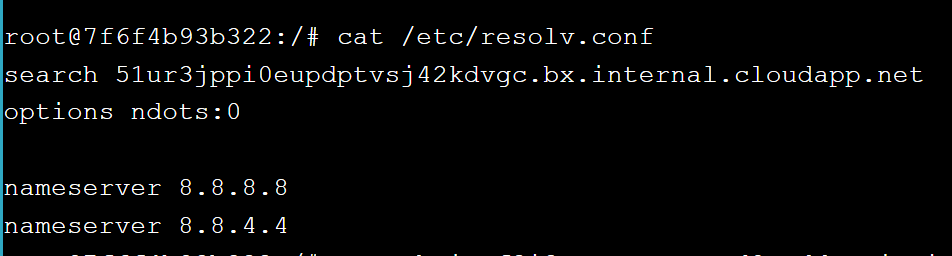 root@7f6f4b93b322:/# cat /etc/resolv.conf
search 51ur3jppi0eupdptvsj42kdvgc.bx.internal.cloudapp.net
options ndots:0
nameserver 8.8.8.8
nameserver 8.8.4.4